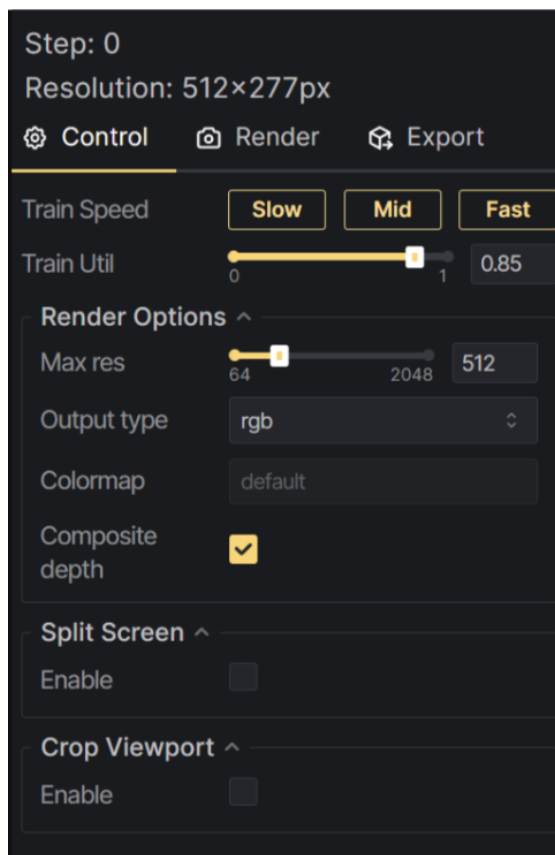 Step: 0
Resolution: 512×277px
Control Render Export
Train Speed Slow Mid Fast
Train Util 0 1 0.85
Render Options
Max res 64 2048 512
Output type rgb
Colormap default
Composite
depth
Split Screen
Enable
Crop Viewport
Enable